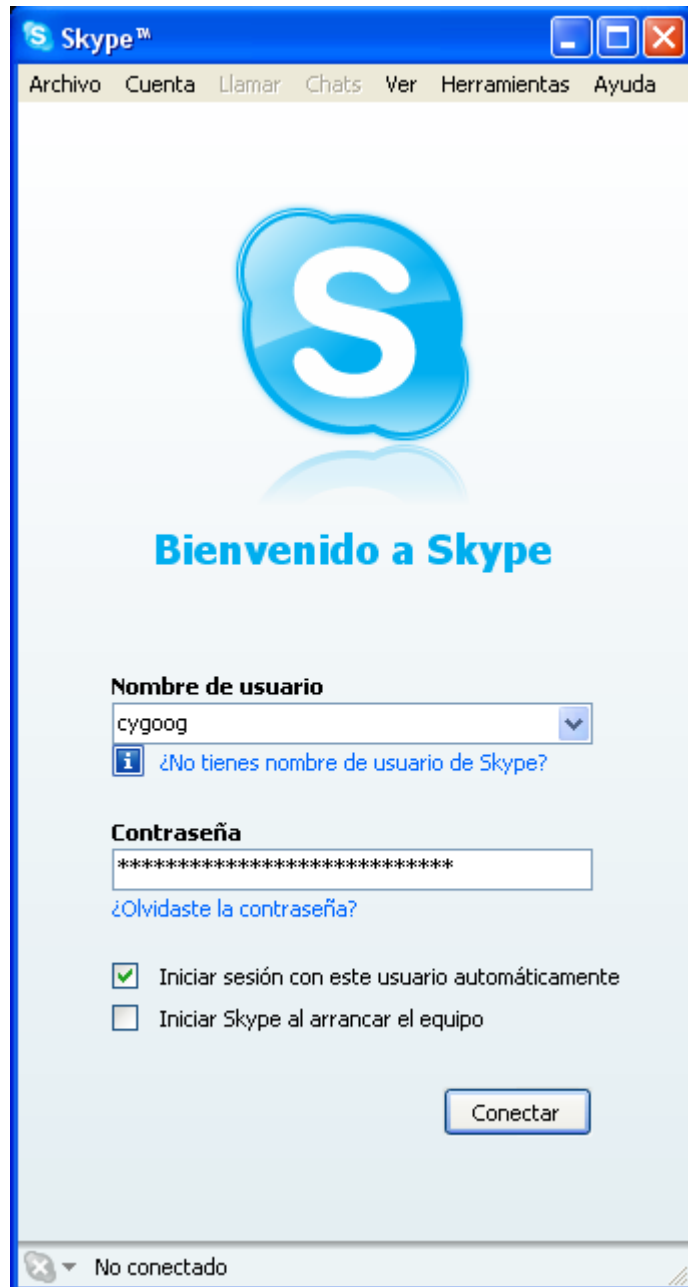 Skype™
Archivo Cuenta Llamar Chats Ver Herramientas Ayuda
Bienvenido a Skype
Nombre de usuario
cygoog
¿No tienes nombre de usuario de Skype?
Contraseña
****************************
¿Olvidaste la contraseña?
Iniciar sesión con este usuario automáticamente
Iniciar Skype al arrancar el equipo
Conectar
No conectado